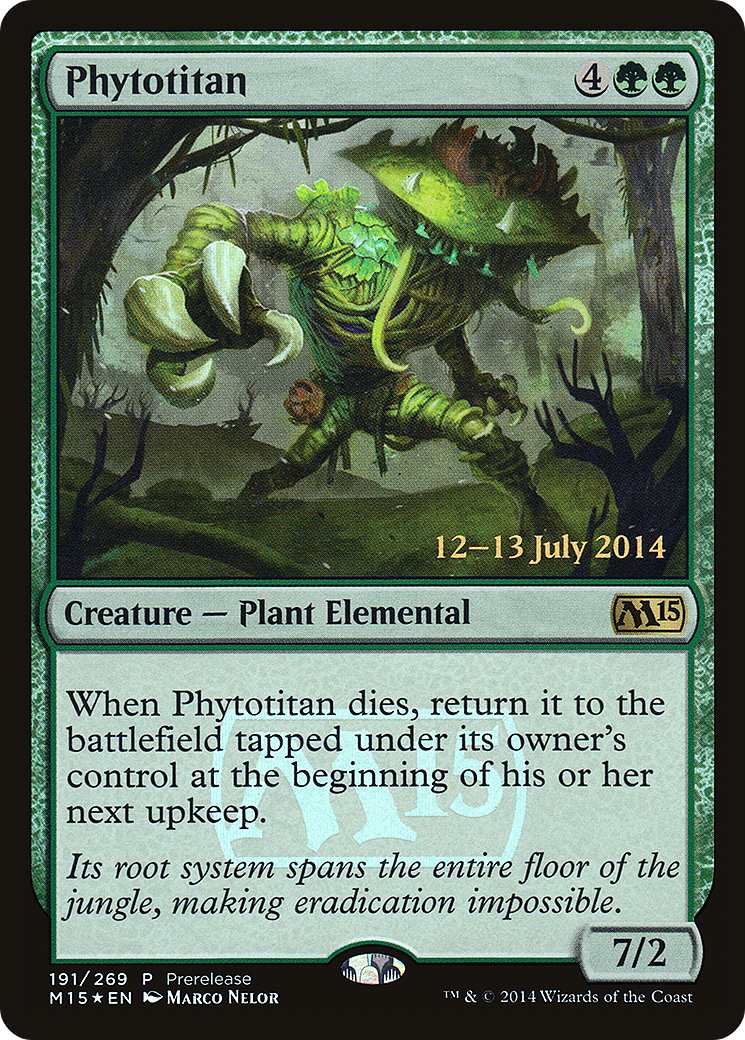 Phytotitan 4
12–13 July 2014
Creature — Plant Elemental M15
When Phytotitan dies, return it to the
battlefield tapped under its owner's
control at the beginning of his or her
next upkeep.
M15
Its root system spans the entire floor of the
jungle, making eradication impossible.
7/2
191/269 P Prerelease
M15★EN Marco Nelor ™ & © 2014 Wizards of the Coast